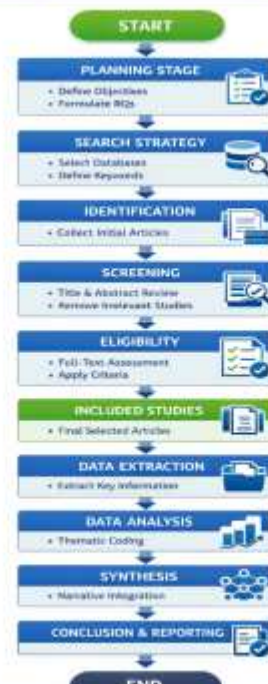 START
PLANNING STAGE
• Define Objectives
• Formulate RQs
SEARCH STRATEGY
• Select Databases
• Define Keywords
IDENTIFICATION
• Collect Initial Articles
SCREENING
• Title & Abstract Review
• Remove Irrelevant Studies
ELIGIBILITY
• Full-Text Assessment
• Apply Criteria
INCLUDED STUDIES
• Final Selected Articles
DATA EXTRACTION
• Extract Key Information
DATA ANALYSIS
• Thematic Coding
SYNTHESIS
• Narrative Integration
CONCLUSION & REPORTING
END